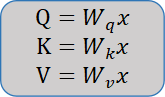 Q = W_q x
K = W_k x
V = W_v x